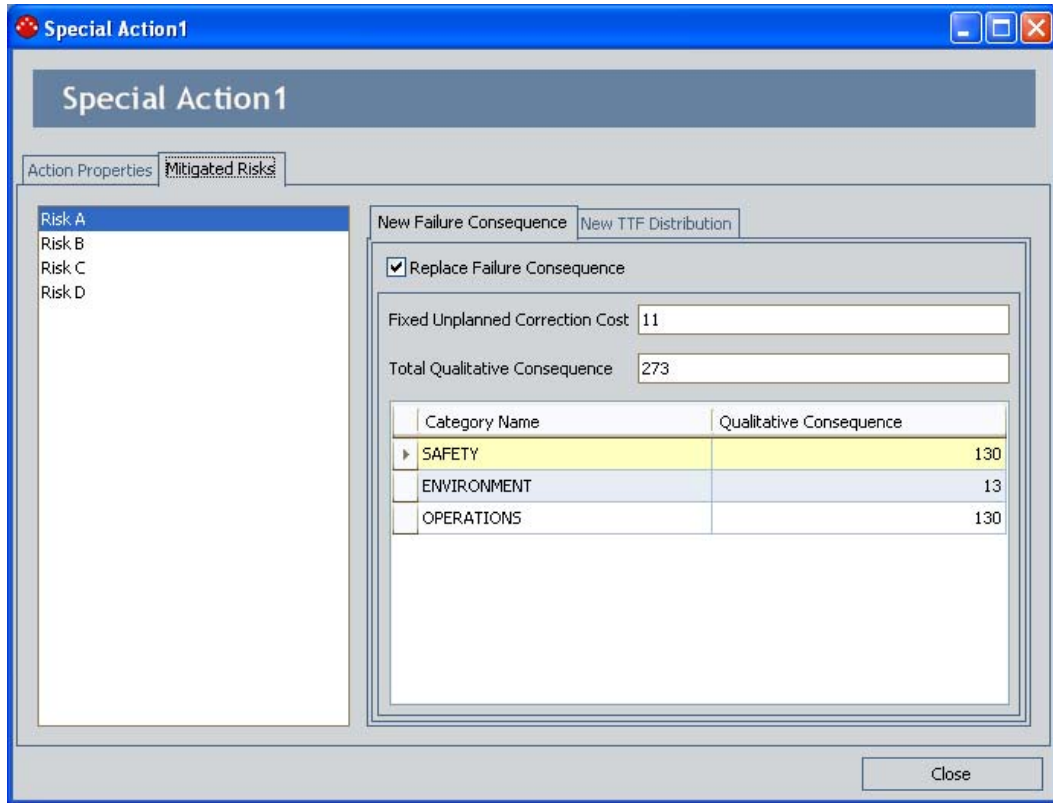 Special Action1
Special Action1
Action Properties Mitigated Risks
Risk A
Risk B
Risk C
Risk D
New Failure Consequence New TTF Distribution
Replace Failure Consequence
Fixed Unplanned Correction Cost 11
Total Qualitative Consequence 273
Category Name Qualitative Consequence
SAFETY 130
ENVIRONMENT 13
OPERATIONS 130
Close